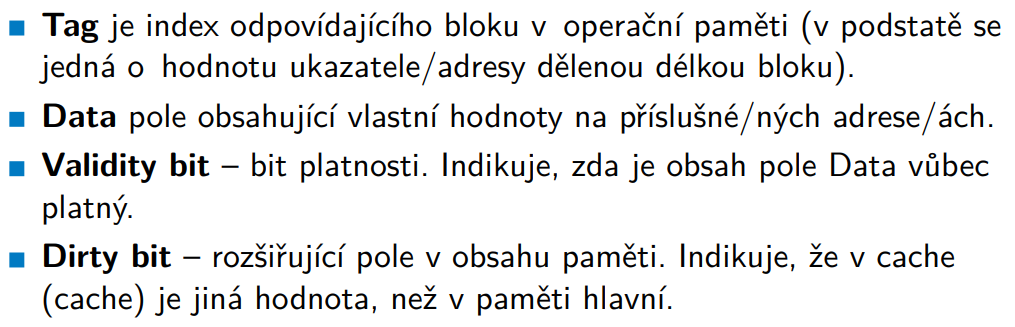 Tag je index odpovídajícího bloku v operační paměti (v podstatě se
jedná o hodnotu ukazatele/adresy dělenou délkou bloku).
Data pole obsahující vlastní hodnoty na příslušné/ných adrese/ách.
Validity bit – bit platnosti. Indikuje, zda je obsah pole Data vůbec
platný.
Dirty bit – rozšiřující pole v obsahu paměti. Indikuje, že v cache
(cache) je jiná hodnota, než v paměti hlavní.